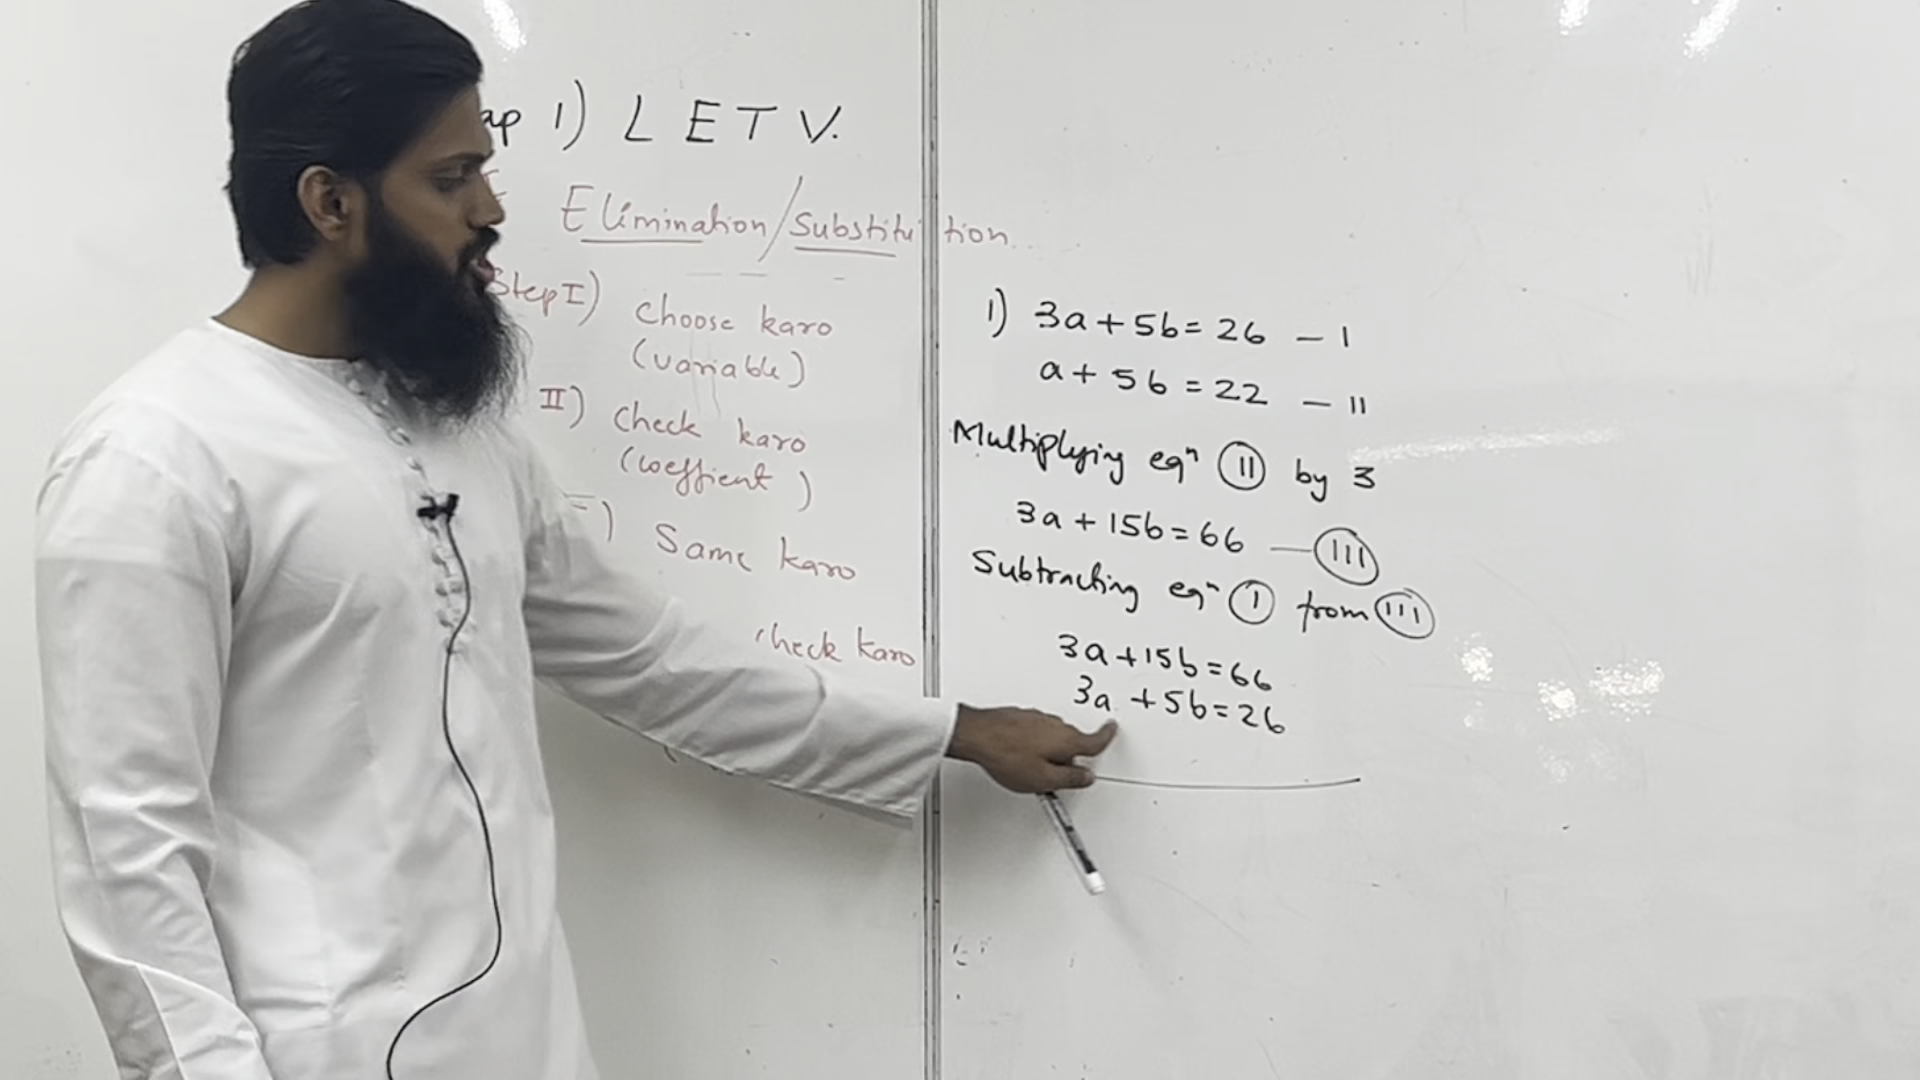 ap 1) L E T V.
Elimination/Substitution
Step I) choose karo
(variable)
II) check karo
(coeffient)
) Same karo
check karo
1) 3a + 5b = 26 — 1
a + 5b = 22 — 11
Multiplying eqⁿ (11) by 3
3a + 15b = 66 — (111)
Subtracting eqⁿ (1) from (111)
3a + 15b = 66
3a + 5b = 26